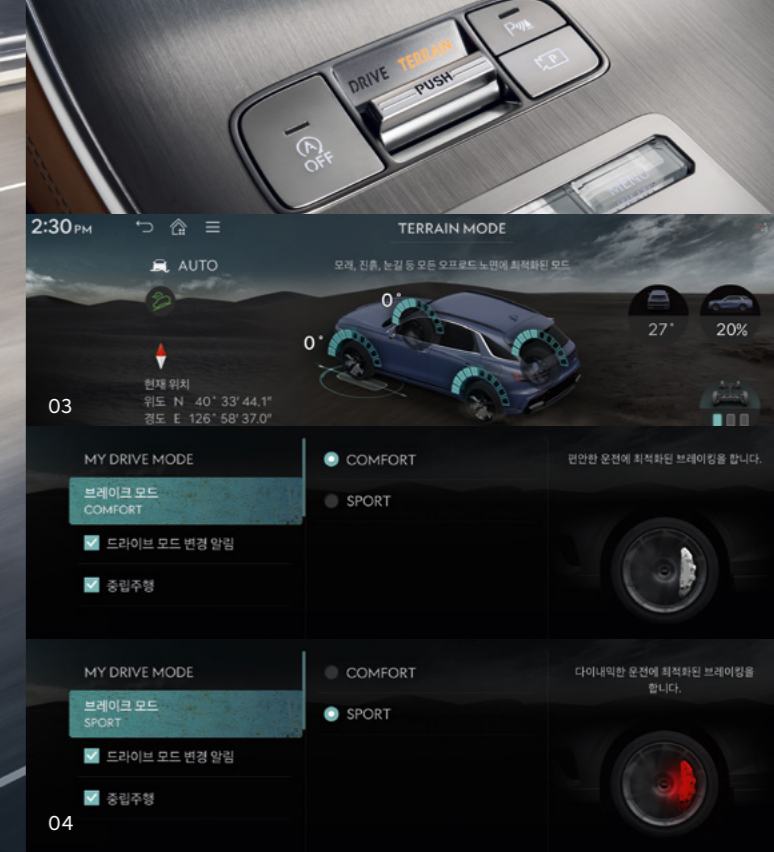 DRIVE TERRAIN
PUSH
P
P
A
OFF
2:30 PM
TERRAIN MODE
AUTO
모래, 진흙, 눈길 등 모든 오프로드 노면에 최적화된 모드
0°
0°
27°
20%
현재 위치
위도 N 40° 33' 44.1"
경도 E 126° 58' 37.0"
03
MY DRIVE MODE
브레이크 모드
COMFORT
드라이브 모드 변경 알림
중립주행
COMFORT
SPORT
편안한 운전에 최적화된 브레이킹을 합니다.
MY DRIVE MODE
브레이크 모드
SPORT
드라이브 모드 변경 알림
중립주행
COMFORT
SPORT
다이내믹한 운전에 최적화된 브레이킹을
합니다.
04